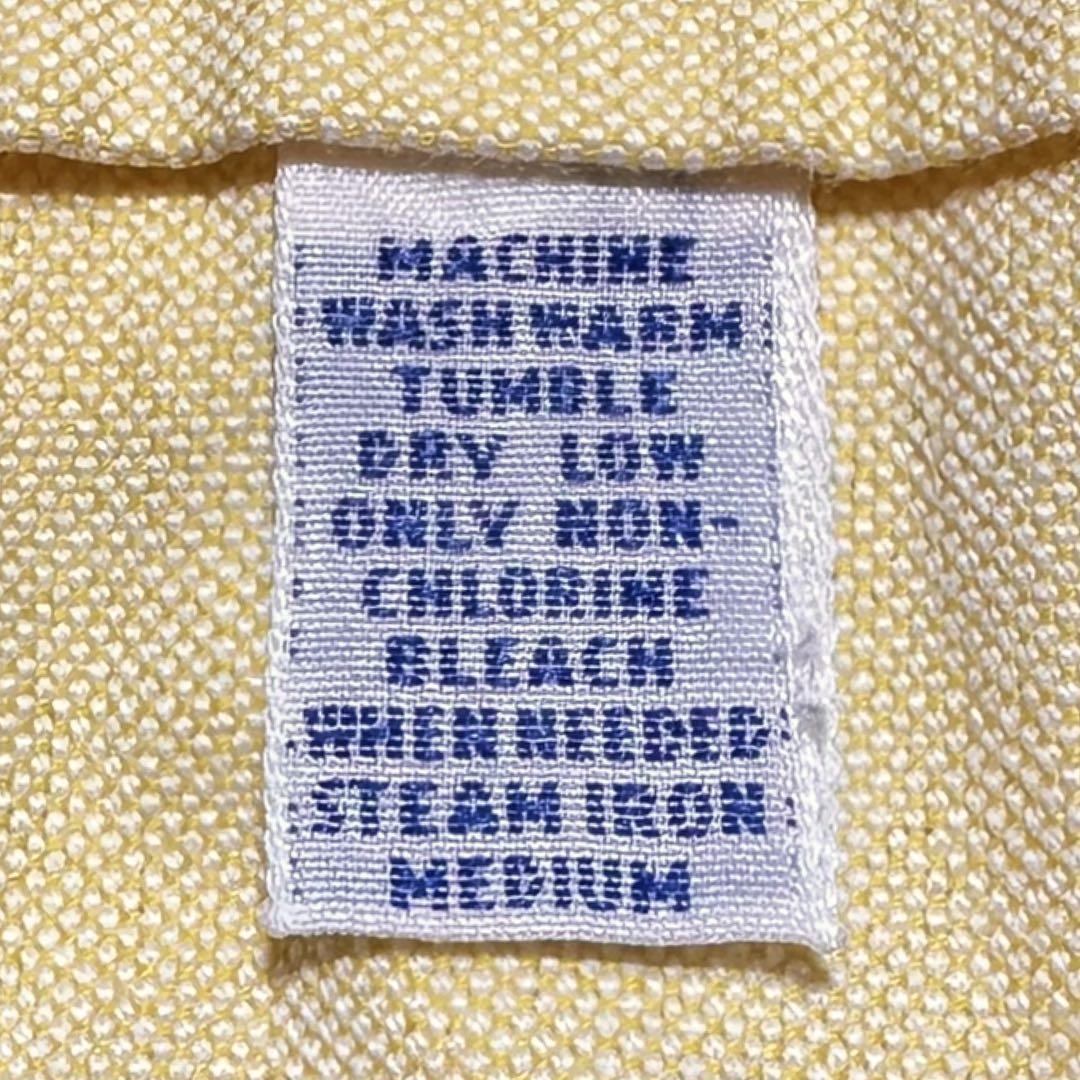 MACHINE
WASH WARM
TUMBLE
DRY LOW
ONLY NON-
CHLORINE
BLEACH
WHEN NEEDED
STEAM IRON
MEDIUM